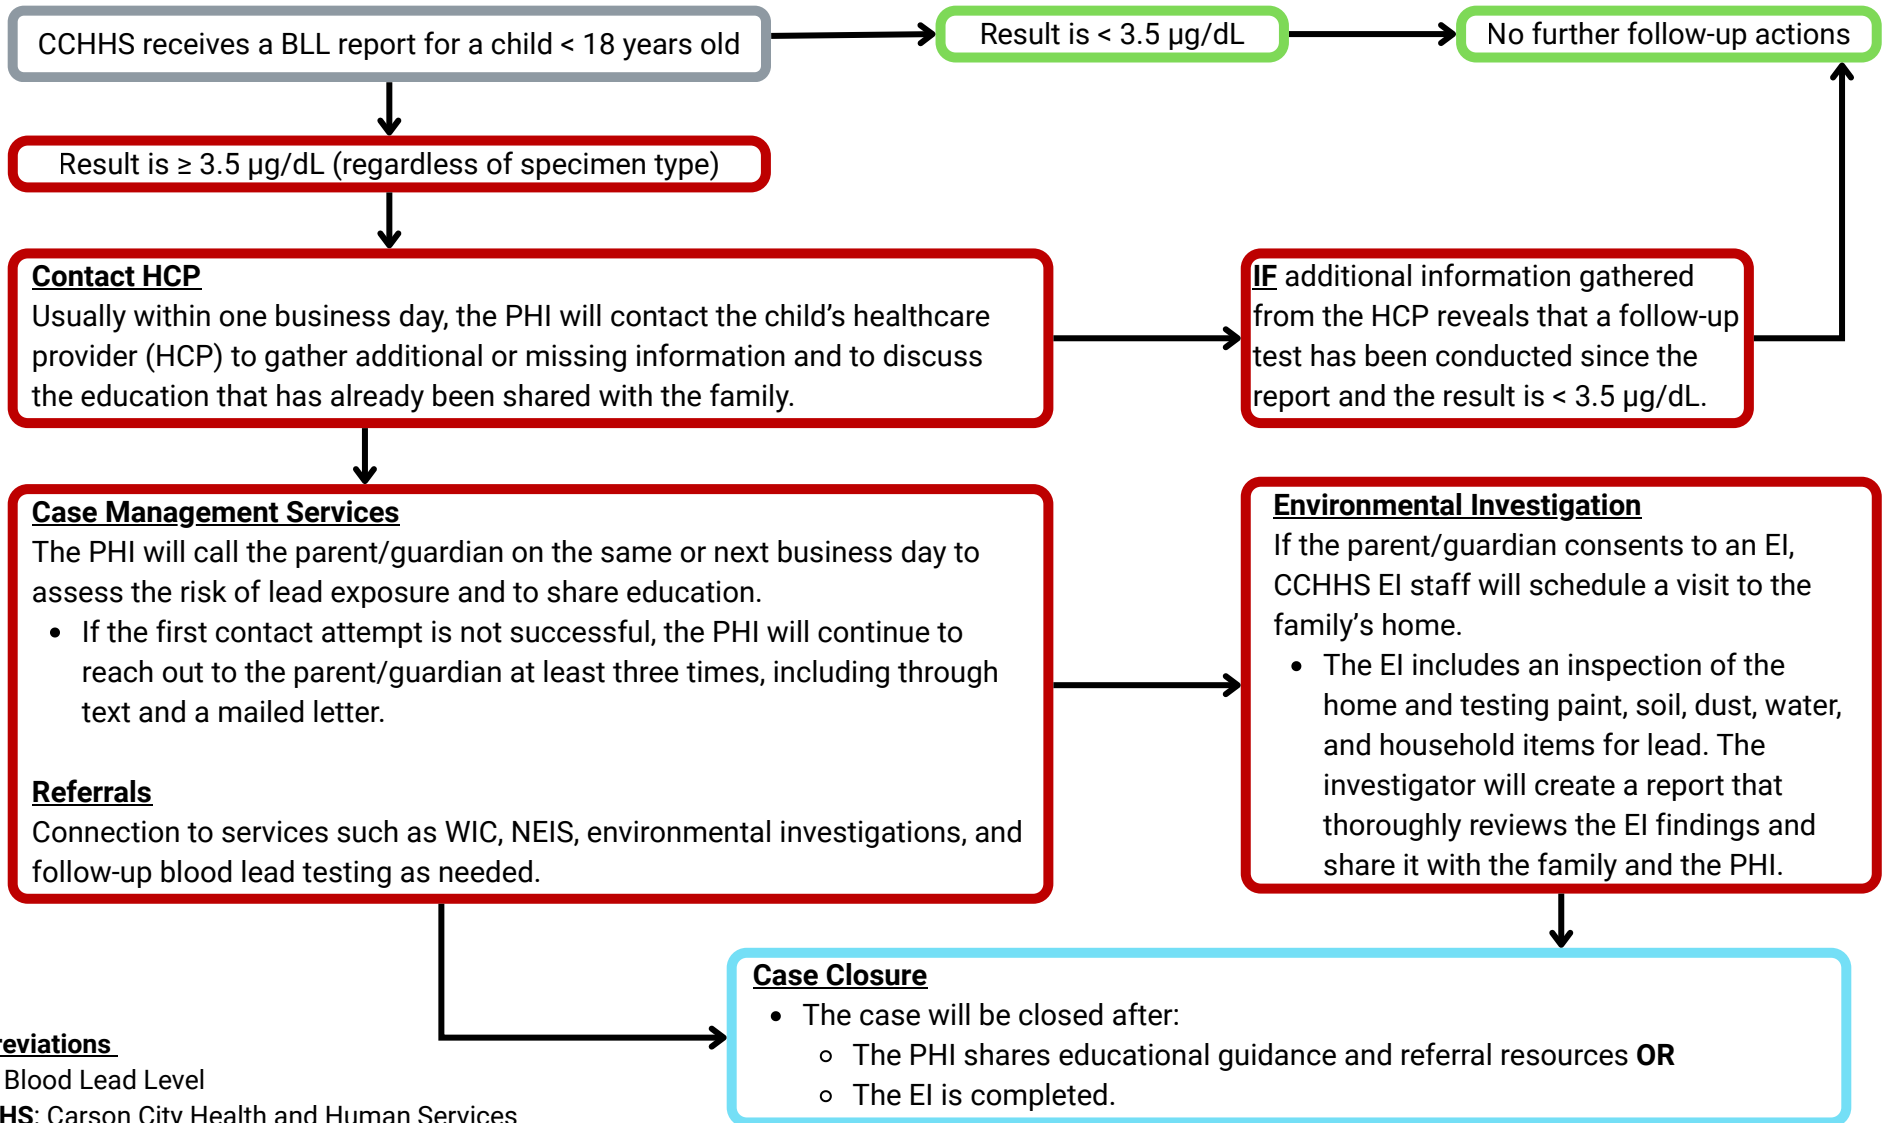 CCHHS receives a BLL report for a child < 18 years old
Result is < 3.5 µg/dL
No further follow-up actions
Result is ≥ 3.5 µg/dL (regardless of specimen type)
Contact HCP
Usually within one business day, the PHI will contact the child's healthcare
provider (HCP) to gather additional or missing information and to discuss
the education that has already been shared with the family.
IF additional information gathered
from the HCP reveals that a follow-up
test has been conducted since the
report and the result is < 3.5 µg/dL.
Case Management Services
The PHI will call the parent/guardian on the same or next business day to
assess the risk of lead exposure and to share education.
• If the first contact attempt is not successful, the PHI will continue to
reach out to the parent/guardian at least three times, including through
text and a mailed letter.
Referrals
Connection to services such as WIC, NEIS, environmental investigations, and
follow-up blood lead testing as needed.
Environmental Investigation
If the parent/guardian consents to an EI,
CCHHS EI staff will schedule a visit to the
family's home.
• The EI includes an inspection of the
home and testing paint, soil, dust, water,
and household items for lead. The
investigator will create a report that
thoroughly reviews the EI findings and
share it with the family and the PHI.
Case Closure
• The case will be closed after:
◦ The PHI shares educational guidance and referral resources OR
◦ The EI is completed.
reviations
Blood Lead Level
HS: Carson City Health and Human Services